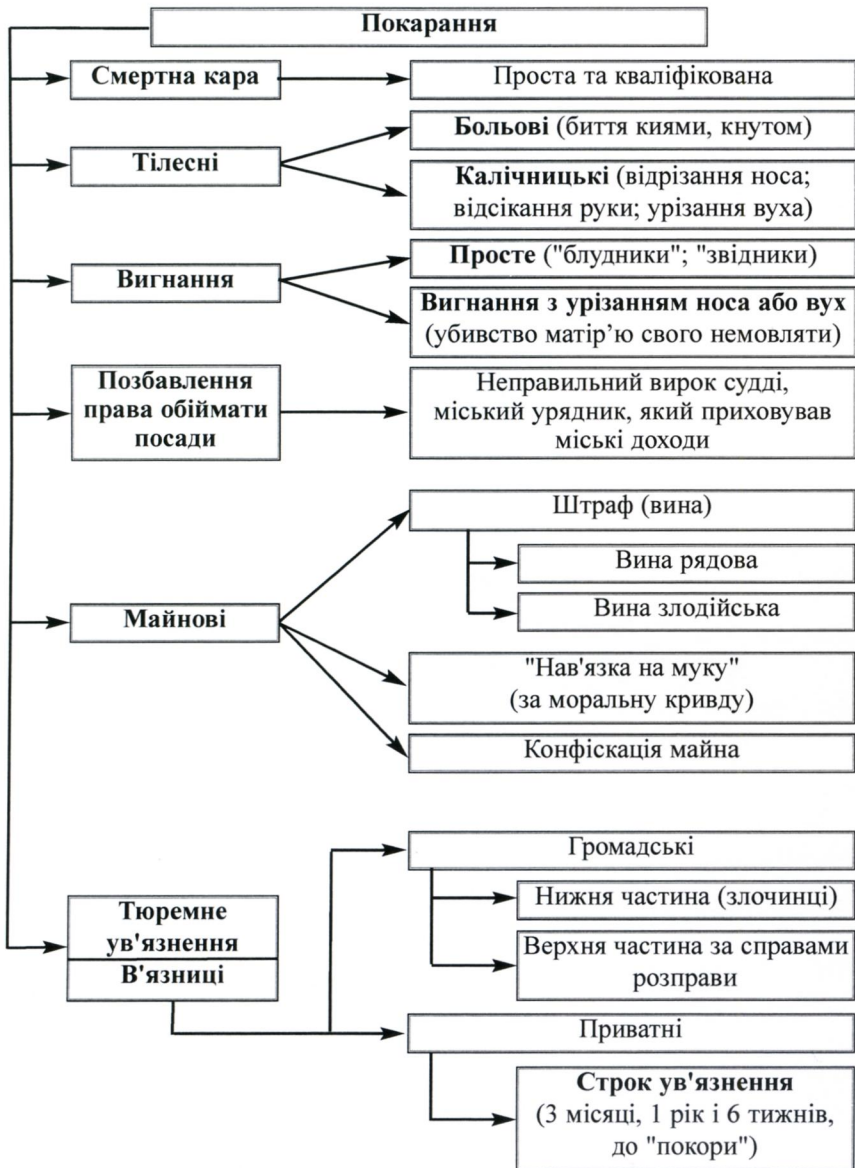 Покарання
Смертна кара
Проста та кваліфікована
Тілесні
Больові (биття киями, кнутом)
Калічницькі (відрізання носа;
відсікання руки; урізання вуха)
Вигнання
Просте ("блудники"; "звідники)
Вигнання з урізанням носа або вух
(убивство матір’ю свого немовляти)
Позбавлення
права обіймати
посади
Неправильний вирок судді,
міський урядник, який приховував
міські доходи
Майнові
Штраф (вина)
Вина рядова
Вина злодійська
"Нав'язка на муку"
(за моральну кривду)
Конфіскація майна
Тюремне
ув'язнення
В'язниці
Громадські
Нижня частина (злочинці)
Верхня частина за справами
розправи
Приватні
Строк ув'язнення
(3 місяці, 1 рік і 6 тижнів,
до "покори")